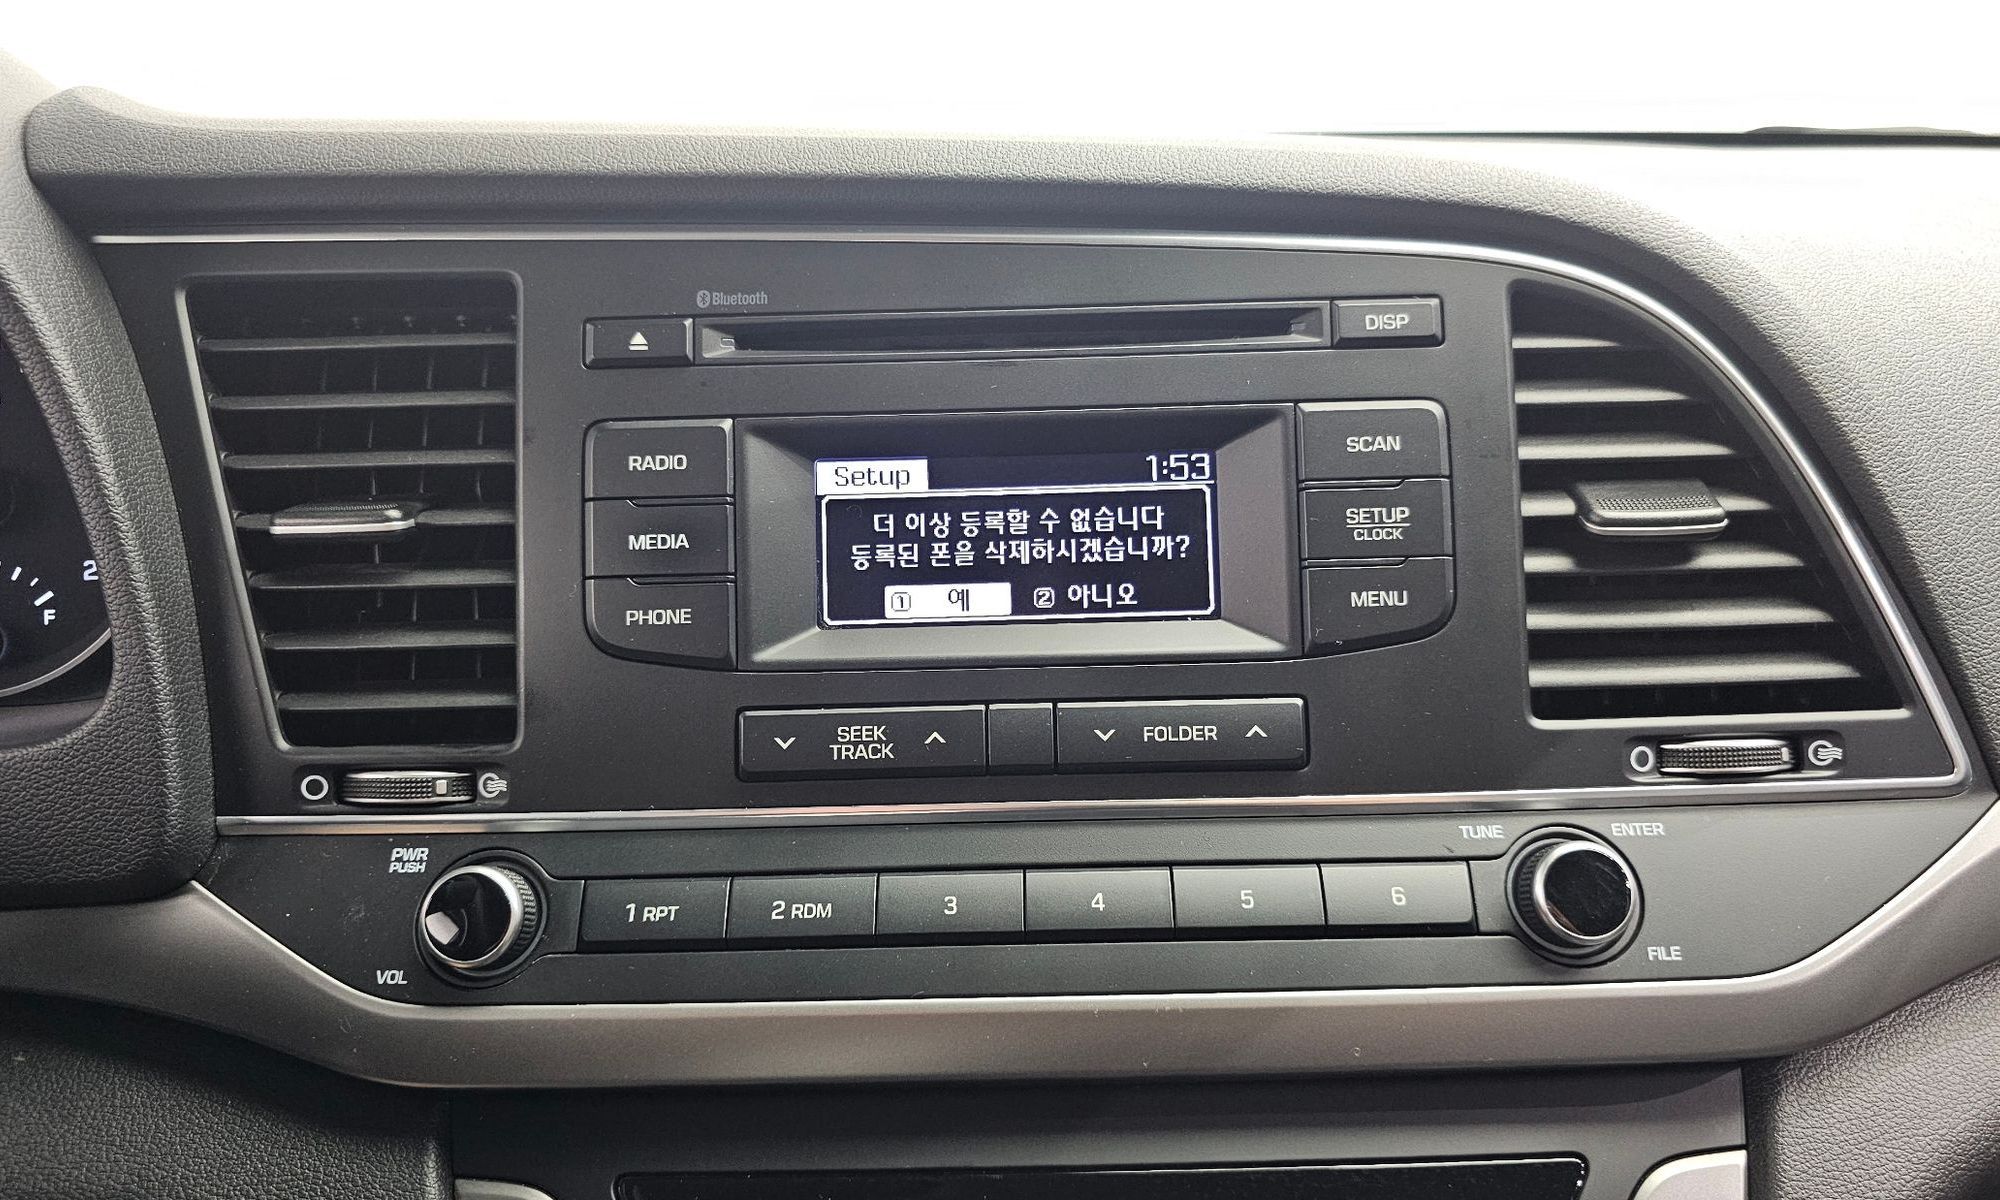 Bluetooth
DISP
RADIO
SCAN
Setup 1:53
더 이상 등록할 수 없습니다
등록된 폰을 삭제하시겠습니까?
1 예 2 아니오
MEDIA
SETUP
CLOCK
PHONE
MENU
2
F
SEEK
TRACK
FOLDER
PWR
PUSH
VOL
1 RPT
2 RDM
3
4
5
6
TUNE
ENTER
FILE